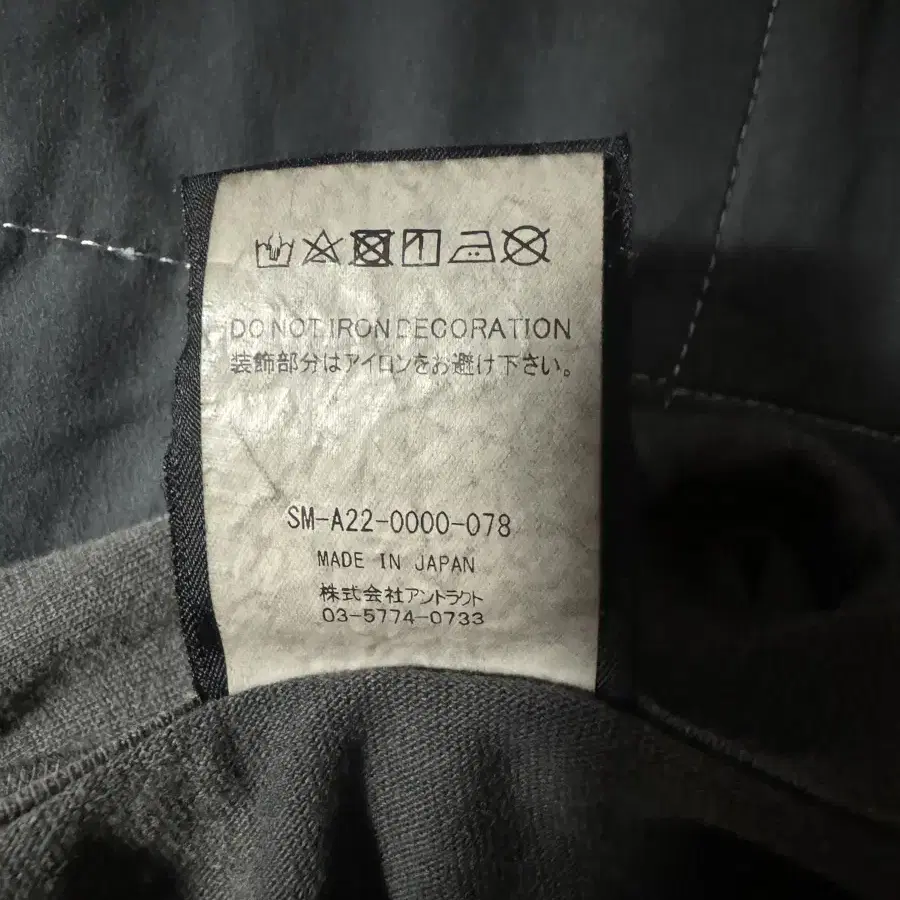 DO NOT IRON DECORATION
装飾部分はアイロンをお避け下さい。
SM-A22-0000-078
MADE IN JAPAN
株式会社アントラクト
03-5774-0733